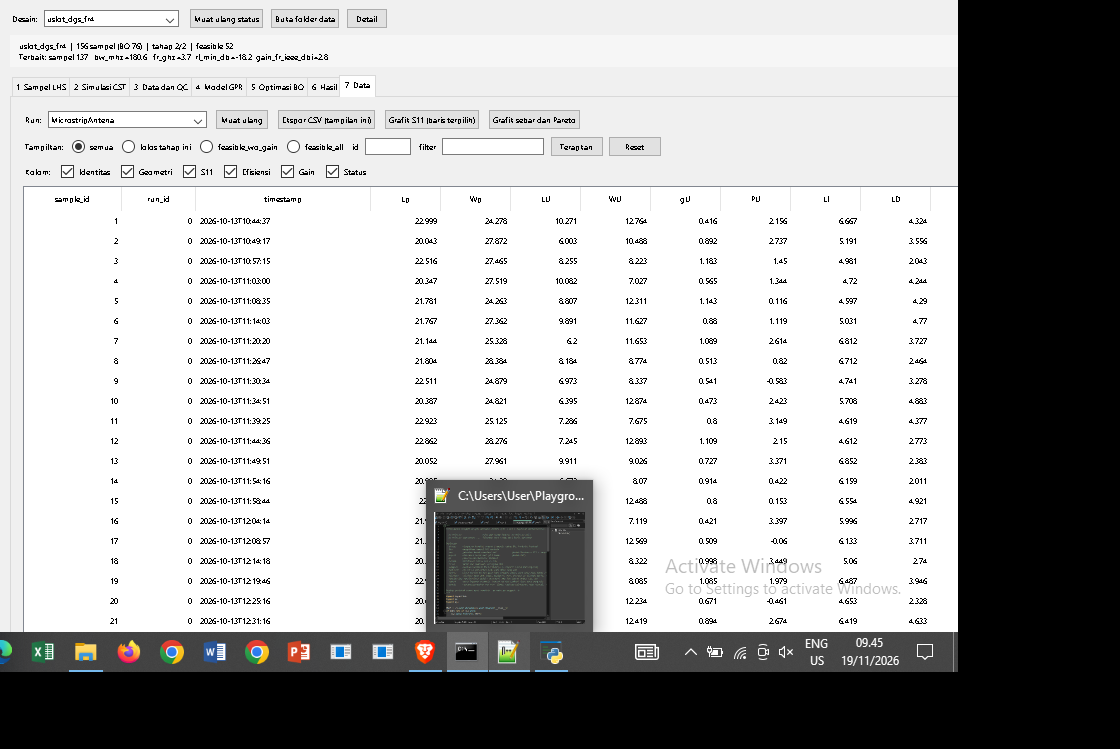 Desain: uslot_dgs_fr4 Muat ulang status Buka folder data Detail
uslot_dgs_fr4 | 156 sampel (BO 76) | tahap 2/2 | feasible 52
Terbaik: sampel 137 bw_mhz=180.6 fr_ghz=3.7 rl_min_db=-18.2 gain_fr_ieee_dbi=2.8
1 Sampel LHS 2 Simulasi CST 3 Data dan QC 4 Model GPR 5 Optimasi BO 6 Hasil 7 Data
Run: MicrostripAntena Muat ulang Ekspor CSV (tampilan ini) Grafik S11 (baris terpilih) Grafik sebar dan Pareto
Tampilkan: semua lolos tahap ini feasible_wo_gain feasible_all id filter Terapkan Reset
Kolom: Identitas Geometri S11 Efisiensi Gain Status
sample_id run_id timestamp Lp Wp LU WU gU PU Li LD
1 0 2026-10-13T10:44:37 22.999 24.278 10.271 12.764 0.416 2.156 6.667 4.324
2 0 2026-10-13T10:49:17 20.043 27.872 6.003 10.488 0.892 2.737 5.191 3.556
3 0 2026-10-13T10:57:15 22.516 27.465 8.255 8.223 1.183 1.45 4.981 2.043
4 0 2026-10-13T11:03:00 20.347 27.519 10.082 7.027 0.565 1.344 4.72 4.244
5 0 2026-10-13T11:08:35 21.781 24.263 8.807 12.311 1.143 0.116 4.597 4.29
6 0 2026-10-13T11:14:03 21.767 27.362 9.891 11.627 0.88 1.119 5.031 4.77
7 0 2026-10-13T11:20:20 21.144 25.328 6.2 11.653 1.089 2.614 6.812 3.727
8 0 2026-10-13T11:26:47 21.804 28.384 8.184 8.774 0.513 0.82 6.712 2.464
9 0 2026-10-13T11:30:34 22.511 24.879 6.973 8.337 0.541 -0.583 4.741 3.278
10 0 2026-10-13T11:34:51 20.387 24.821 6.395 12.874 0.473 2.423 5.708 4.883
11 0 2026-10-13T11:39:25 22.923 25.125 7.286 7.675 0.8 3.149 4.619 4.377
12 0 2026-10-13T11:44:36 22.862 28.276 7.245 12.893 1.109 2.15 4.612 2.773
13 0 2026-10-13T11:49:51 20.052 27.961 9.911 9.026 0.727 3.371 6.852 2.383
14 0 2026-10-13T11:54:16 8.07 0.914 0.422 6.159 2.011
15 0 2026-10-13T11:58:44 12.488 0.8 0.153 6.554 4.921
16 0 2026-10-13T12:04:14 7.119 0.421 3.397 5.996 2.717
17 0 2026-10-13T12:08:57 12.569 0.509 -0.06 6.133 3.711
18 0 2026-10-13T12:14:18 8.322 0.998 3.449 5.06 2.74
19 0 2026-10-13T12:19:46 8.085 1.085 1.979 6.487 3.946
20 0 2026-10-13T12:25:16 12.234 0.671 -0.461 4.653 2.328
21 0 2026-10-13T12:31:16 12.419 0.894 2.674 6.419 4.633
C:\Users\User\Playgro...
Activate Windows
Go to Settings to activate Windows.
ENG
US
09.45
19/11/2026